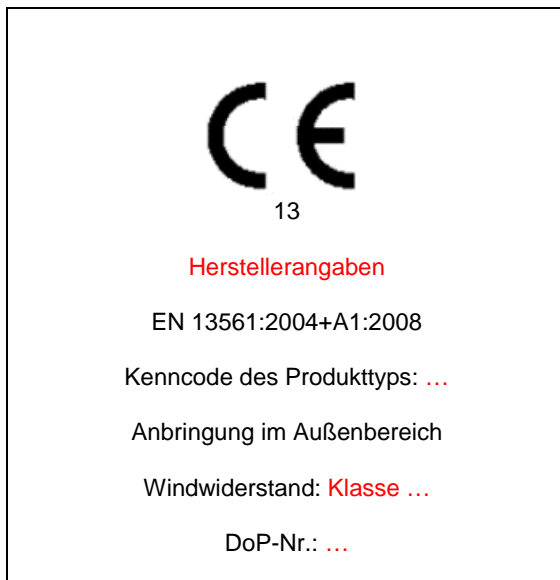 CE
13
Herstellerangaben
EN 13561:2004+A1:2008
Kenncode des Produkttyps: …
Anbringung im Außenbereich
Windwiderstand: Klasse …
DoP-Nr.: …